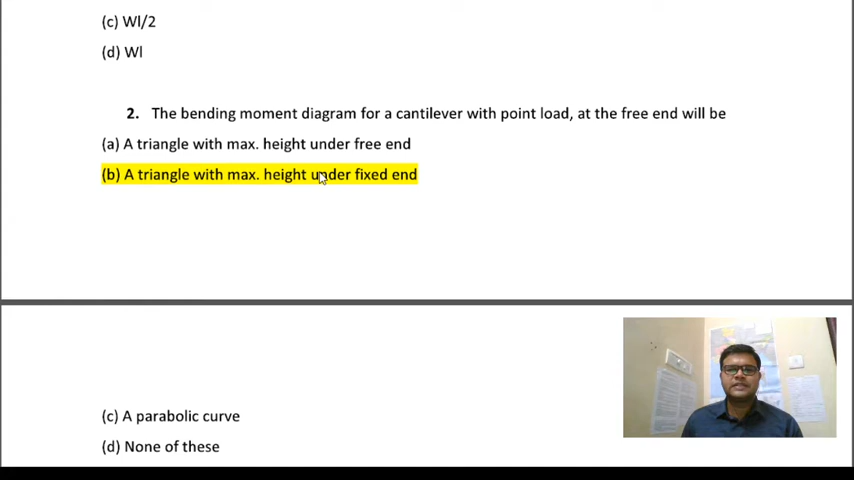 (c) Wl/2
(d) Wl
2. The bending moment diagram for a cantilever with point load, at the free end will be
(a) A triangle with max. height under free end
(b) A triangle with max. height under fixed end
(c) A parabolic curve
(d) None of these